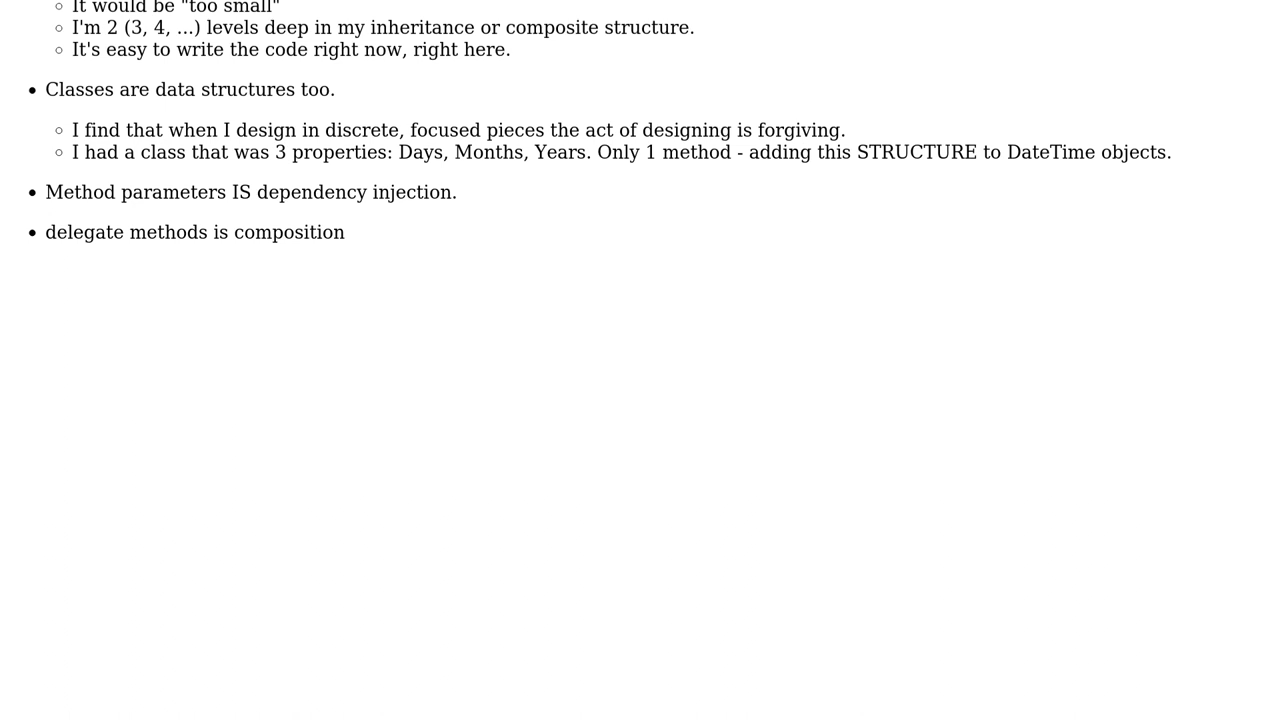 It would be "too small"
I'm 2 (3, 4, ...) levels deep in my inheritance or composite structure.
It's easy to write the code right now, right here.
Classes are data structures too.
I find that when I design in discrete, focused pieces the act of designing is forgiving.
I had a class that was 3 properties: Days, Months, Years. Only 1 method - adding this STRUCTURE to DateTime objects.
Method parameters IS dependency injection.
delegate methods is composition